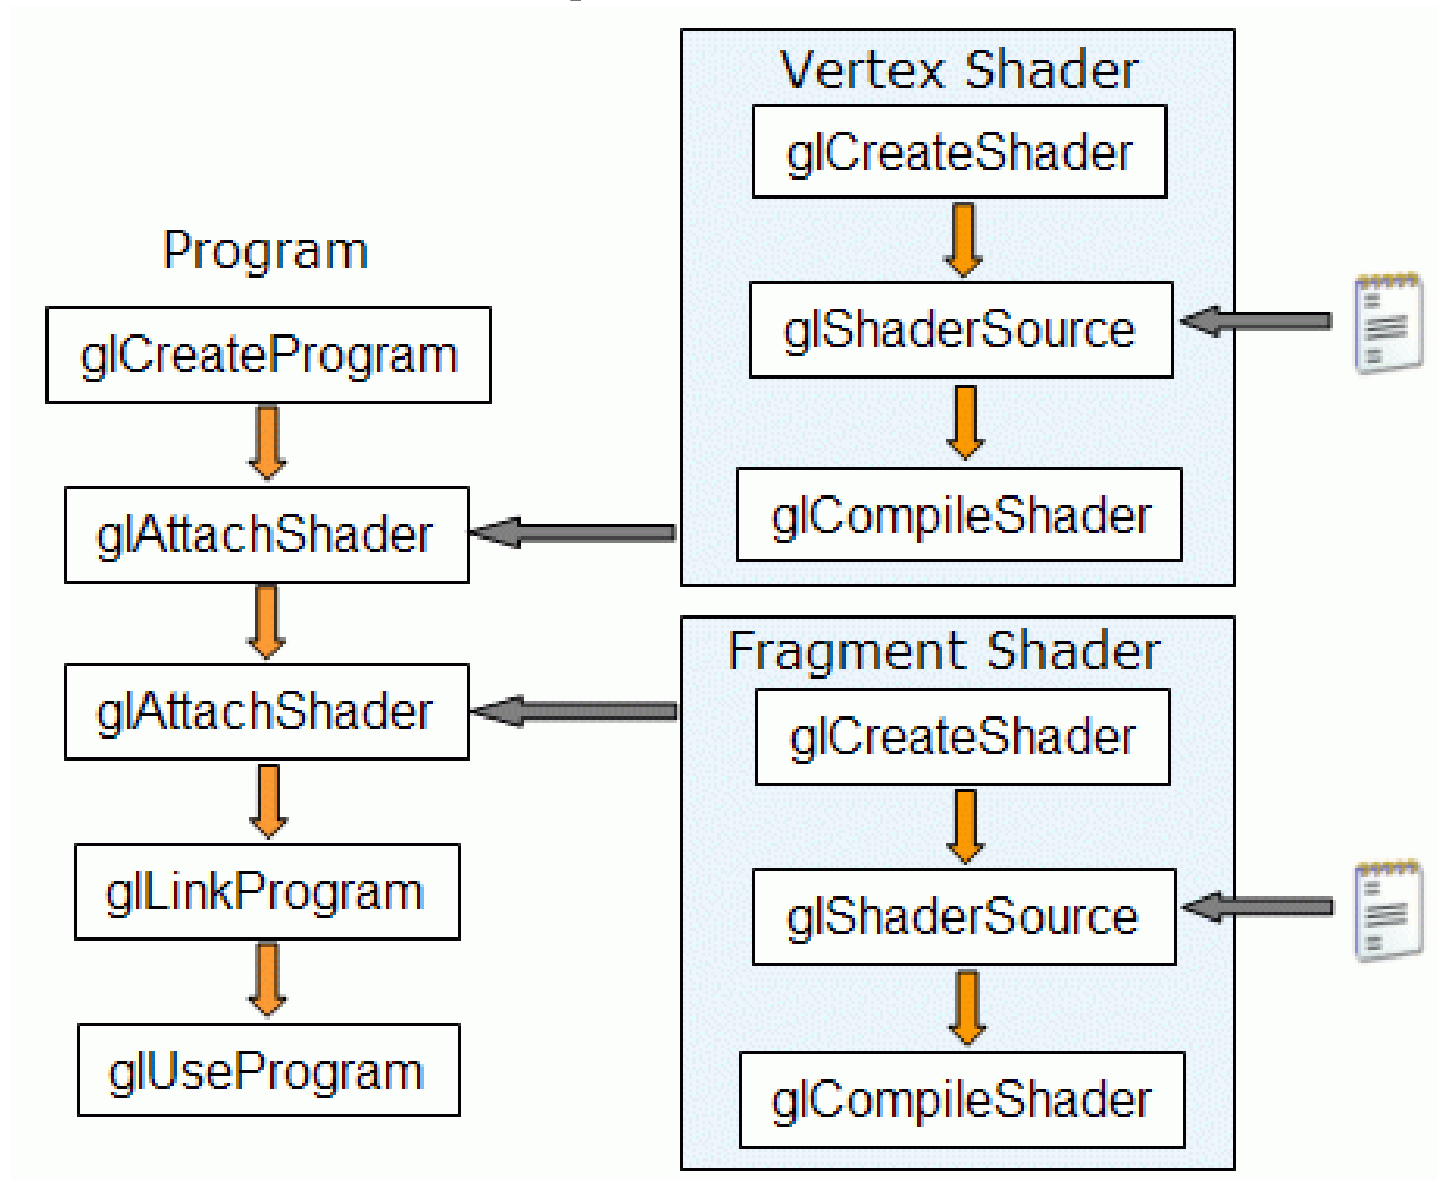 Program
glCreateProgram
glAttachShader
glAttachShader
glLinkProgram
glUseProgram
Vertex Shader
glCreateShader
glShaderSource
glCompileShader
Fragment Shader
glCreateShader
glShaderSource
glCompileShader